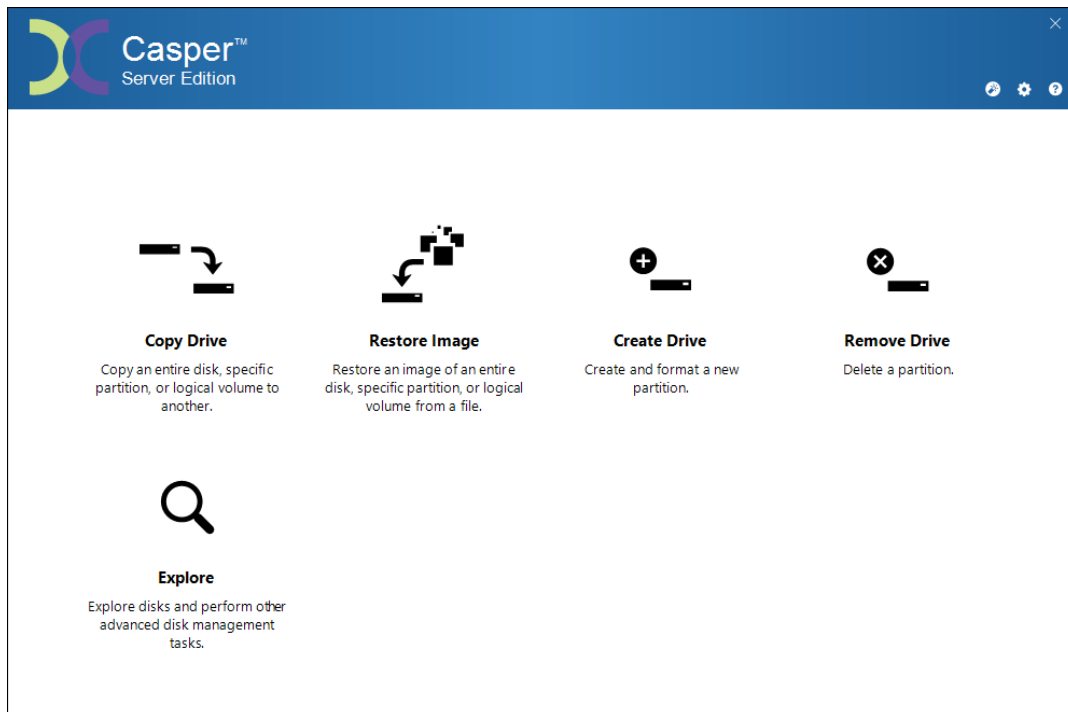 Casper™
Server Edition
Copy Drive
Copy an entire disk, specific
partition, or logical volume to
another.
Restore Image
Restore an image of an entire
disk, specific partition, or logical
volume from a file.
Create Drive
Create and format a new
partition.
Remove Drive
Delete a partition.
Explore
Explore disks and perform other
advanced disk management
tasks.